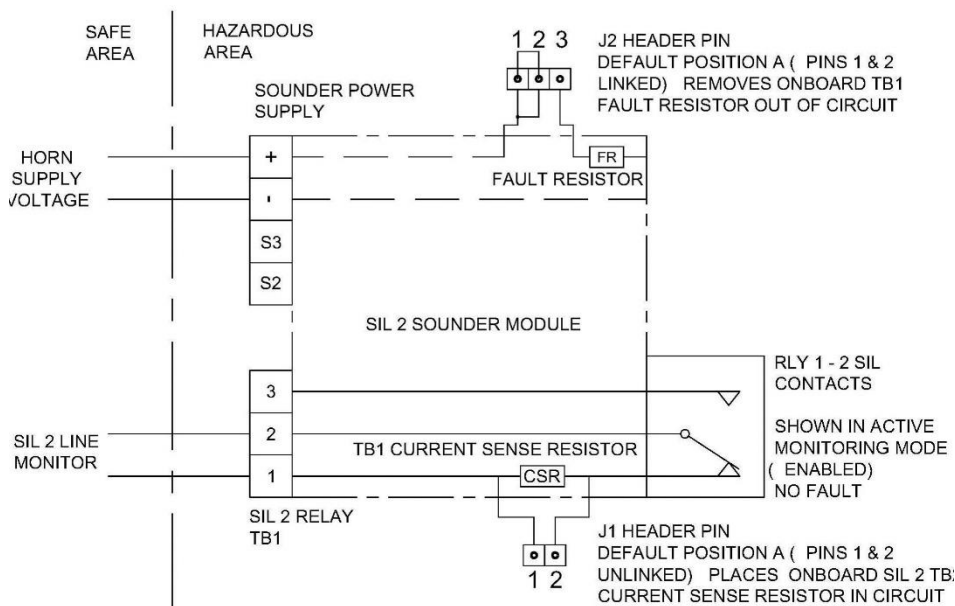 SAFE
AREA
HAZARDOUS
AREA
1 2 3
J2 HEADER PIN
DEFAULT POSITION A ( PINS 1 & 2
LINKED) REMOVES ONBOARD TB1
FAULT RESISTOR OUT OF CIRCUIT
SOUNDER POWER
SUPPLY
HORN
SUPPLY
VOLTAGE
+
-
S3
S2
FR
FAULT RESISTOR
SIL 2 SOUNDER MODULE
3
2
1
SIL 2 LINE
MONITOR
TB1 CURRENT SENSE RESISTOR
CSR
RLY 1 - 2 SIL
CONTACTS
SHOWN IN ACTIVE
MONITORING MODE
( ENABLED)
NO FAULT
SIL 2 RELAY
TB1
1 2
J1 HEADER PIN
DEFAULT POSITION A ( PINS 1 & 2
UNLINKED) PLACES ONBOARD SIL 2
CURRENT SENSE RESISTOR IN CIRCUIT